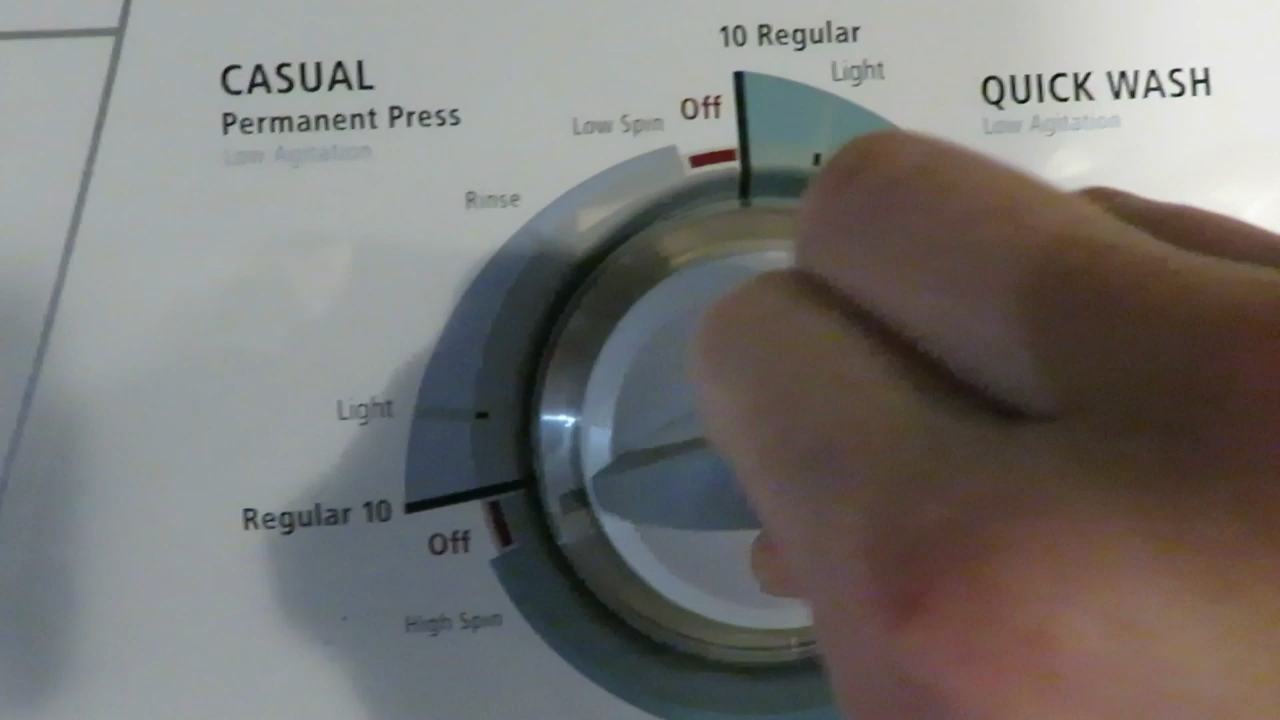 CASUAL
Permanent Press
Low Agitation
Low Spin
Off
10 Regular
Light
QUICK WASH
Low Agitation
Rinse
Light
Regular 10
Off
High Spin